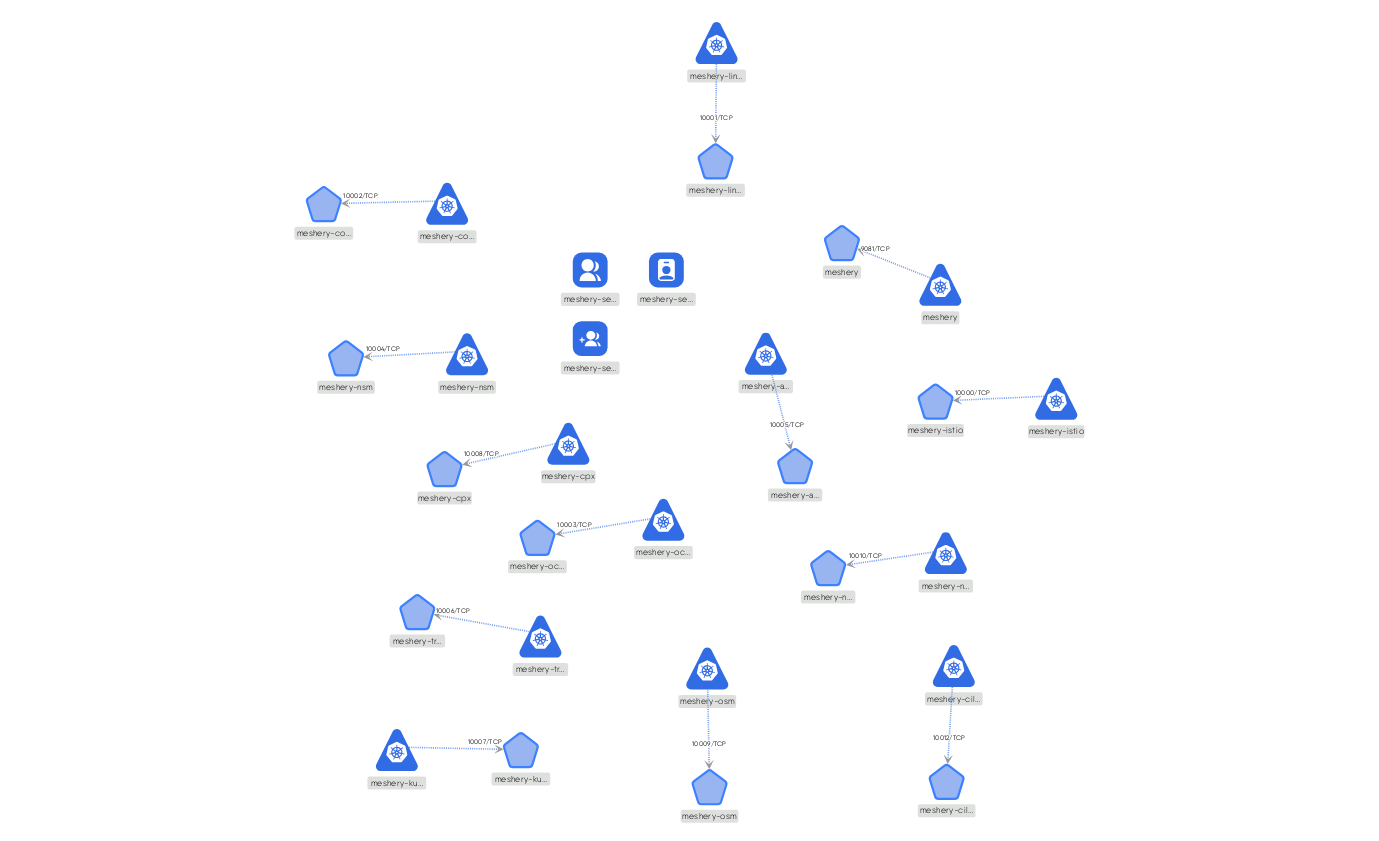 meshery-lin...
10001/TCP
meshery-lin...
10002/TCP
meshery-co...
meshery-co...
9081/TCP
meshery
meshery
meshery-se...
meshery-se...
meshery-se...
10004/TCP
meshery-nsm
meshery-nsm
meshery-a...
10005/TCP
meshery-a...
10000/TCP
meshery-istio
meshery-istio
10008/TCP
meshery-cpx
meshery-cpx
10003/TCP
meshery-oc...
meshery-oc...
10010/TCP
meshery-n...
meshery-n...
10006/TCP
meshery-tr...
meshery-tr...
meshery-osm
10009/TCP
meshery-osm
meshery-cil...
10012/TCP
meshery-cil...
10007/TCP
meshery-ku...
meshery-ku...